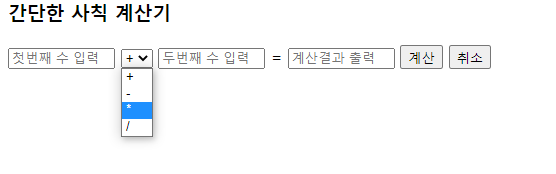 간단한 사칙 계산기
첫번째 수 입력 + 두번째 수 입력 = 계산결과 출력 계산 취소
+
-
*
/